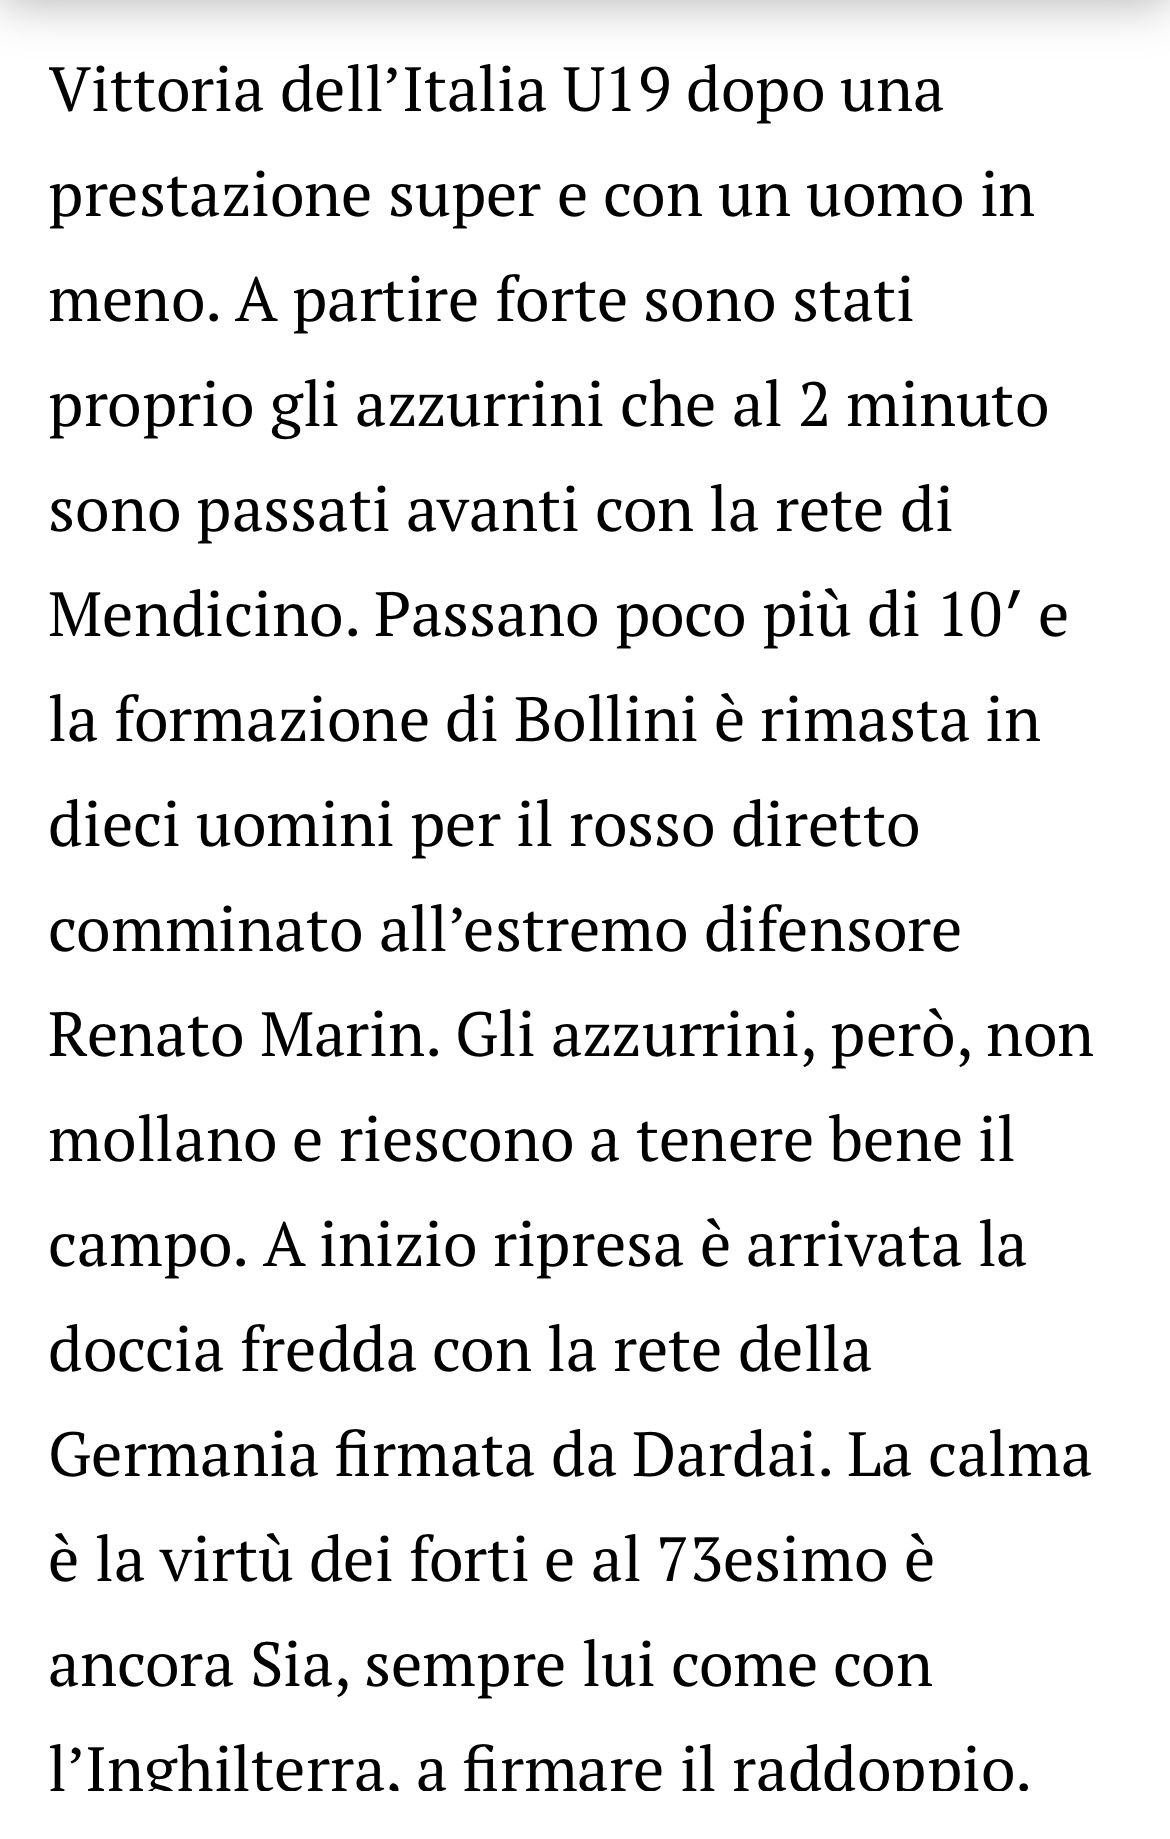 Vittoria dell’Italia U19 dopo una
prestazione super e con un uomo in
meno. A partire forte sono stati
proprio gli azzurrini che al 2 minuto
sono passati avanti con la rete di
Mendicino. Passano poco più di 10′ e
la formazione di Bollini è rimasta in
dieci uomini per il rosso diretto
comminato all’estremo difensore
Renato Marin. Gli azzurrini, però, non
mollano e riescono a tenere bene il
campo. A inizio ripresa è arrivata la
doccia fredda con la rete della
Germania firmata da Dardai. La calma
è la virtù dei forti e al 73esimo è
ancora Sia, sempre lui come con
l’Inghilterra, a firmare il raddoppio.